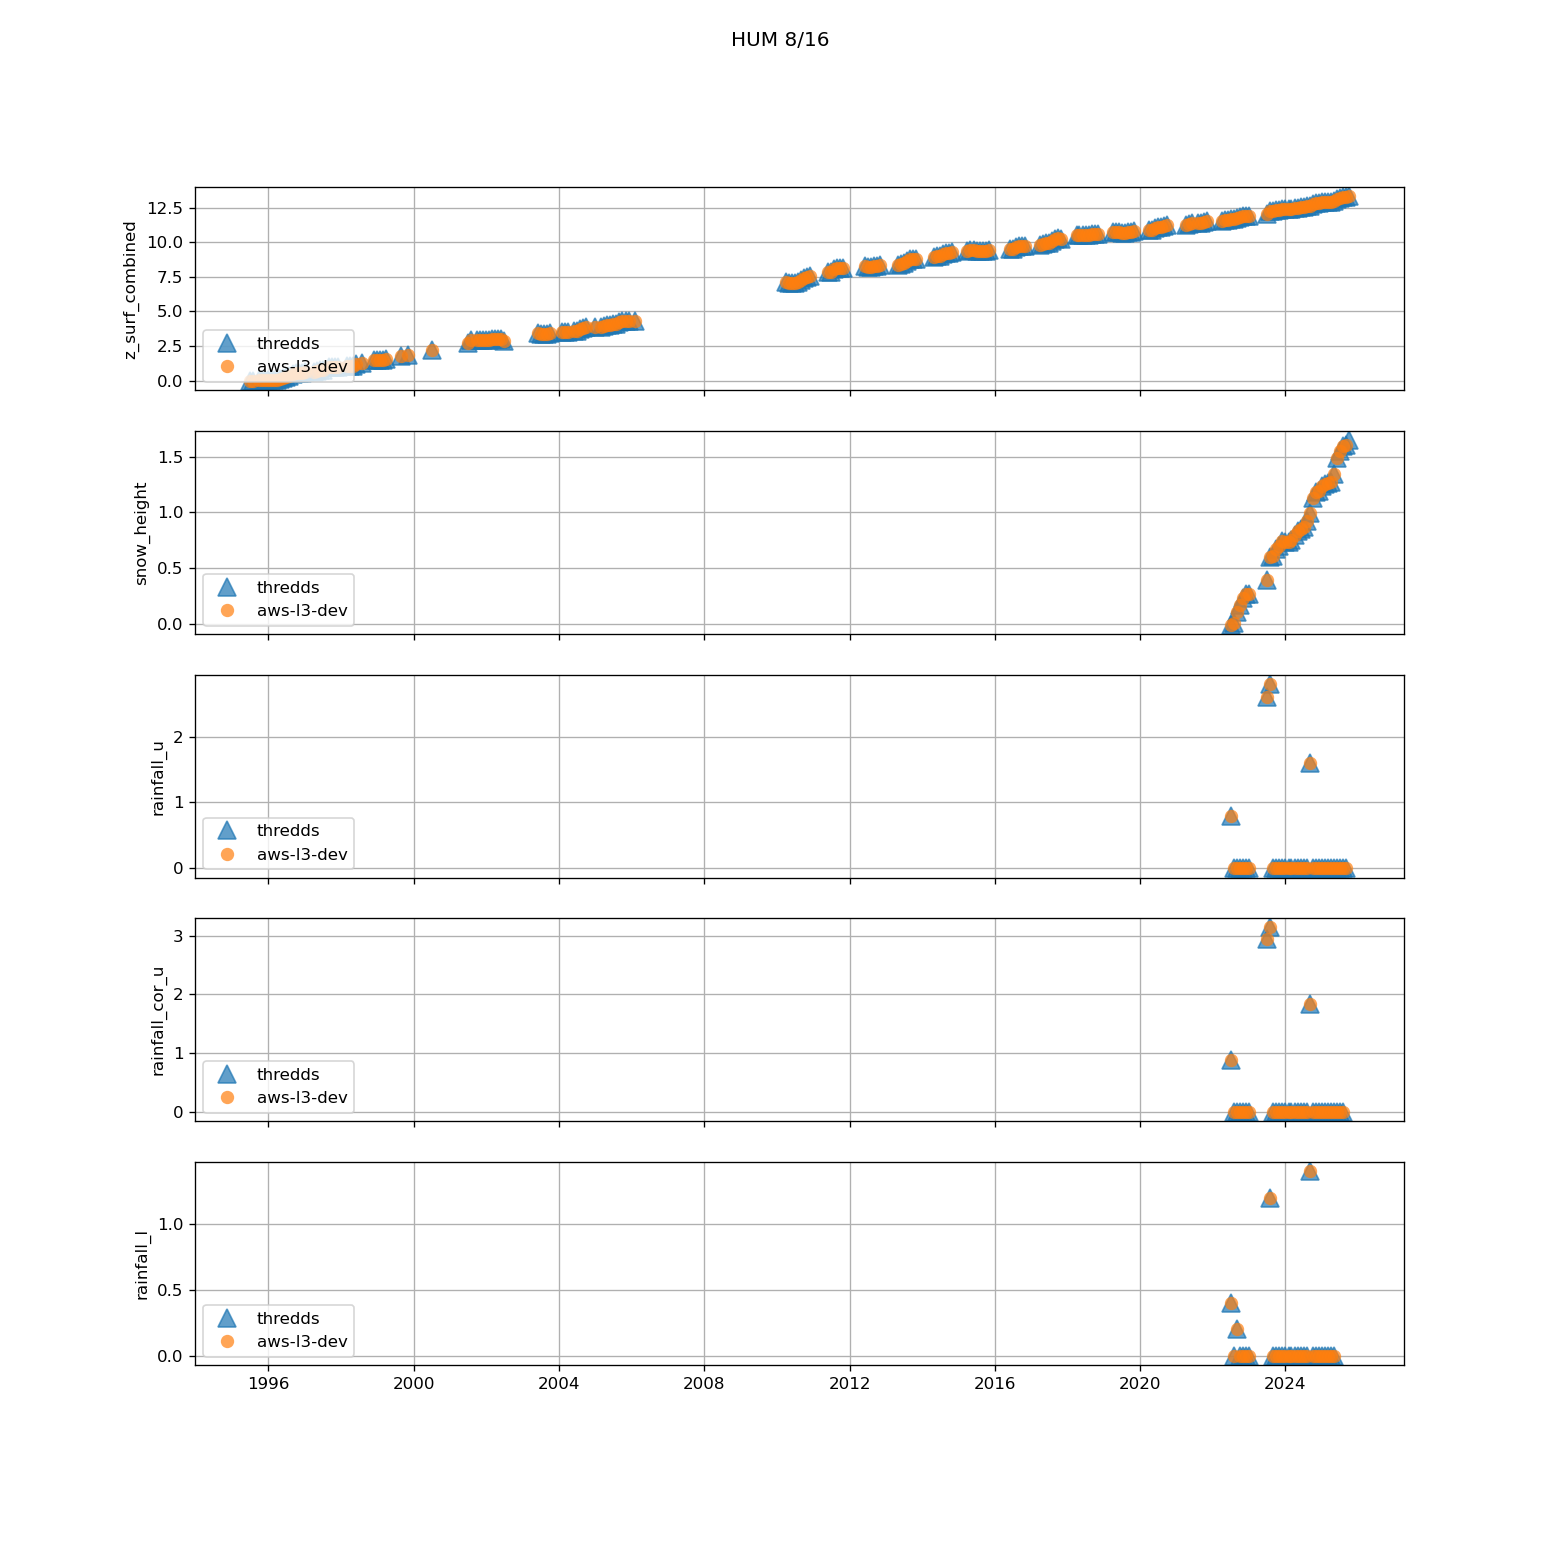 HUM 8/16
12.5
10.0
7.5
5.0
2.5
0.0
z_surf_combined
thredds
aws-l3-dev
1.5
1.0
0.5
0.0
snow_height
thredds
aws-l3-dev
2
1
0
rainfall_u
thredds
aws-l3-dev
3
2
1
0
rainfall_cor_u
thredds
aws-l3-dev
1.0
0.5
0.0
rainfall_l
thredds
aws-l3-dev
1996 2000 2004 2008 2012 2016 2020 2024